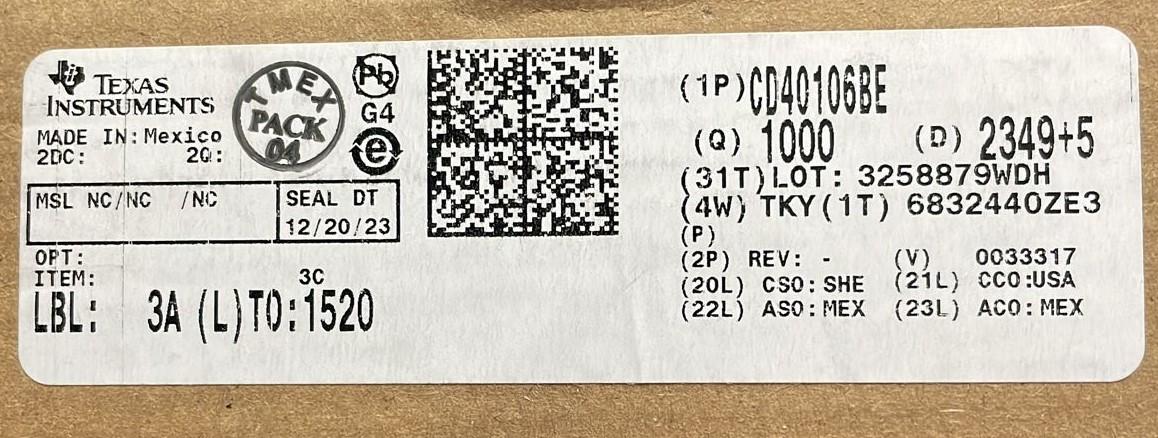 TEXAS
INSTRUMENTS
MADE IN: Mexico
2DC: 2Q:
TMEX
PACK
04
Pb
G4
e
MSL NC/NC /NC
SEAL DT
12/20/23
OPT:
ITEM:
3C
LBL: 3A (L)TO:1520
(1P)CD40106BE
(Q) 1000 (D) 2349+5
(31T)LOT: 3258879WDH
(4W) TKY(1T) 6832440ZE3
(P)
(2P) REV: - (V) 0033317
(20L) CSO:SHE (21L) CCO:USA
(22L) ASO:MEX (23L) ACO:MEX